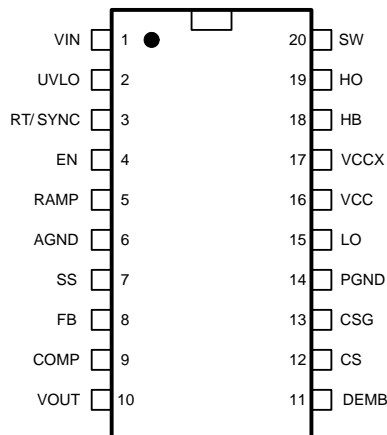 VIN 1 20 SW
UVLO 2 19 HO
RT/SYNC 3 18 HB
EN 4 17 VCCX
RAMP 5 16 VCC
AGND 6 15 LO
SS 7 14 PGND
FB 8 13 CSG
COMP 9 12 CS
VOUT 10 11 DEMB